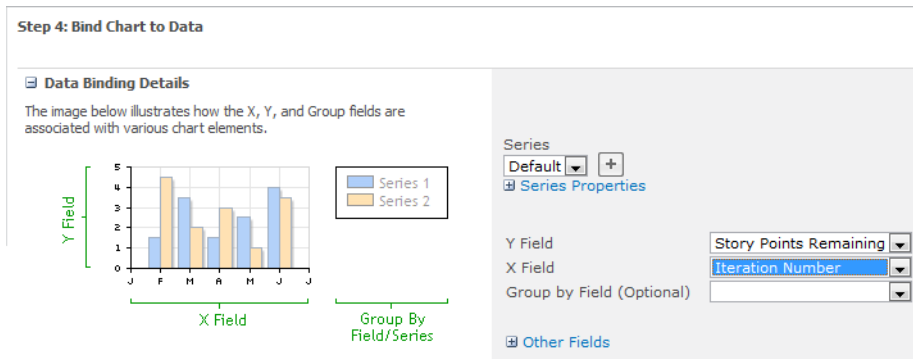 Step 4: Bind Chart to Data
Data Binding Details
The image below illustrates how the X, Y, and Group fields are
associated with various chart elements.
Y Field
5
4
3
2
1
0
J F M A M J J
X Field
Series 1
Series 2
Group By
Field/Series
Series
Default
+
Series Properties
Y Field Story Points Remaining
X Field Iteration Number
Group by Field (Optional)
Other Fields